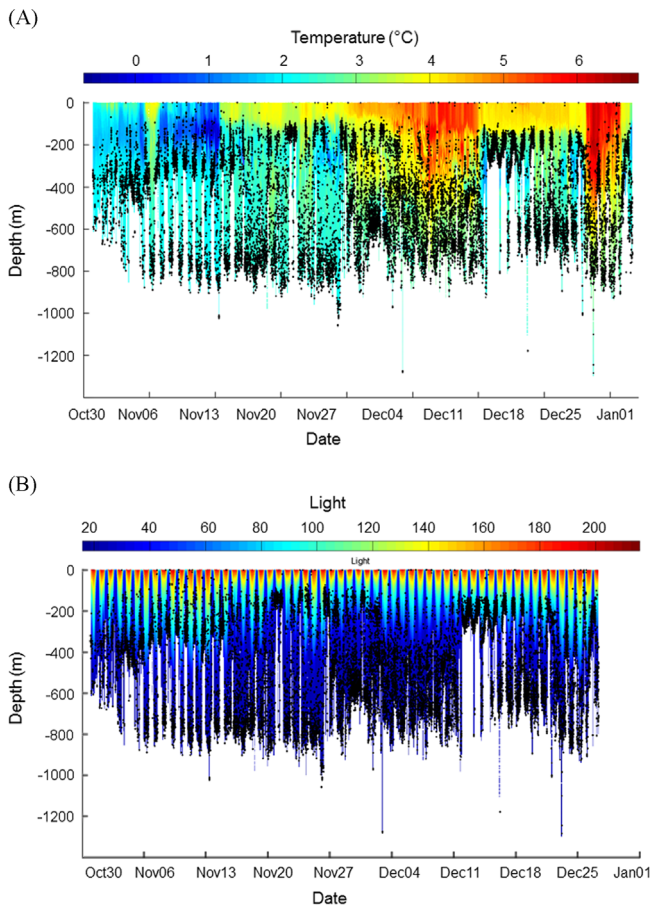 (A)
Temperature (°C)
0 1 2 3 4 5 6
0
-200
-400
-600
-800
-1000
-1200
Depth (m)
Oct30 Nov06 Nov13 Nov20 Nov27 Dec04 Dec11 Dec18 Dec25 Jan01
Date
(B)
Light
20 40 60 80 100 120 140 160 180 200
Light
0
-200
-400
-600
-800
-1000
-1200
Depth (m)
Oct30 Nov06 Nov13 Nov20 Nov27 Dec04 Dec11 Dec18 Dec25 Jan01
Date